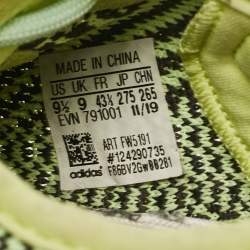 MADE IN CHINA
US UK FR JP CHN
9½ 9 43⅓ 275 265
EVN 791001 11/19
ART FW5191
#124290735
adidas